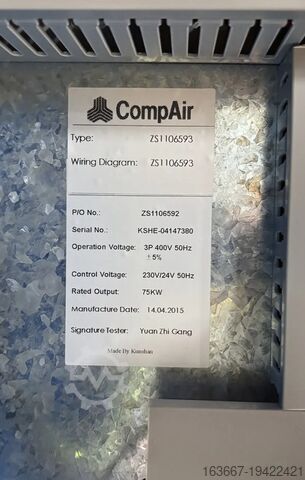 CompAir
Type: ZS1106593
Wiring Diagram: ZS1106593
P/O No.: ZS1106592
Serial No.: KSHE-04147380
Operation Voltage: 3P 400V 50Hz
± 5%
Control Voltage: 230V/24V 50Hz
Rated Output: 75KW
Manufacture Date: 14.04.2015
Signature Tester: Yuan Zhi Gang
Made By Kunshan
163667-19422421